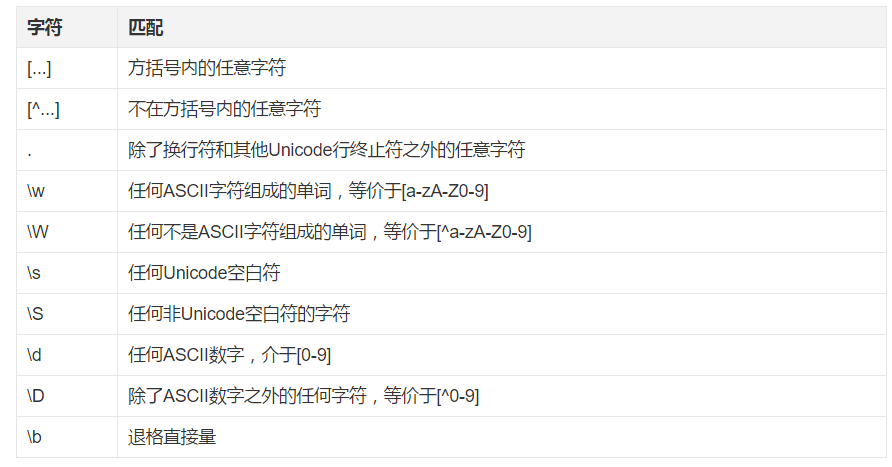 字符 匹配
[...] 方括号内的任意字符
[^...] 不在方括号内的任意字符
. 除了换行符和其他Unicode行终止符之外的任意字符
\w 任何ASCII字符组成的单词，等价于[a-zA-Z0-9]
\W 任何不是ASCII字符组成的单词，等价于[^a-zA-Z0-9]
\s 任何Unicode空白符
\S 任何非Unicode空白符的字符
\d 任何ASCII数字，介于[0-9]
\D 除了ASCII数字之外的任何字符，等价于[^0-9]
\b 退格直接量